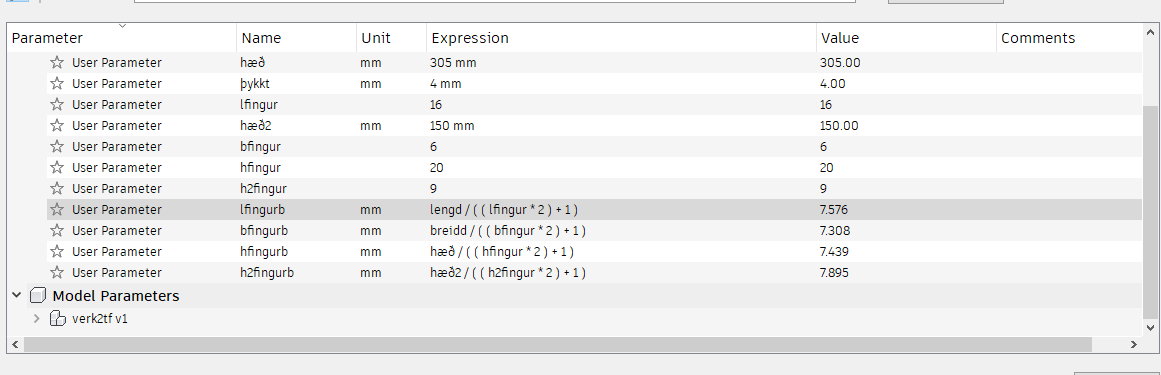 Parameter Name Unit Expression Value Comments
User Parameter hæð mm 305 mm 305.00
User Parameter þykkt mm 4 mm 4.00
User Parameter lfingur 16 16
User Parameter hæð2 mm 150 mm 150.00
User Parameter bfingur 6 6
User Parameter hfingur 20 20
User Parameter h2fingur 9 9
User Parameter lfingurb mm lengd / ( ( lfingur * 2 ) + 1 ) 7.576
User Parameter bfingurb mm breidd / ( ( bfingur * 2 ) + 1 ) 7.308
User Parameter hfingurb mm hæð / ( ( hfingur * 2 ) + 1 ) 7.439
User Parameter h2fingurb mm hæð2 / ( ( h2fingur * 2 ) + 1 ) 7.895
Model Parameters
verk2tf v1